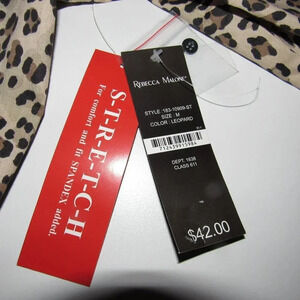 S-T-R-E-T-C-H
For comfort and fit SPANDEX added.
REBECCA MALONE
STYLE : 183-10909-ST
SIZE : M
COLOR : LEOPARD
DEPT. 1638
CLASS 611
$42.00